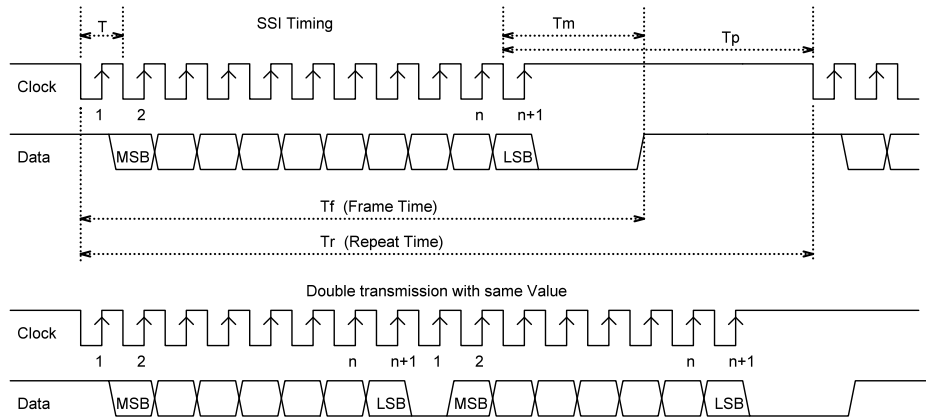 T
SSI Timing
Tm
Tp
Clock
1 2 n n+1
Data
MSB LSB
Tf (Frame Time)
Tr (Repeat Time)
Double transmission with same Value
Clock
1 2 n n+1 1 2 n n+1
Data
MSB LSB MSB LSB